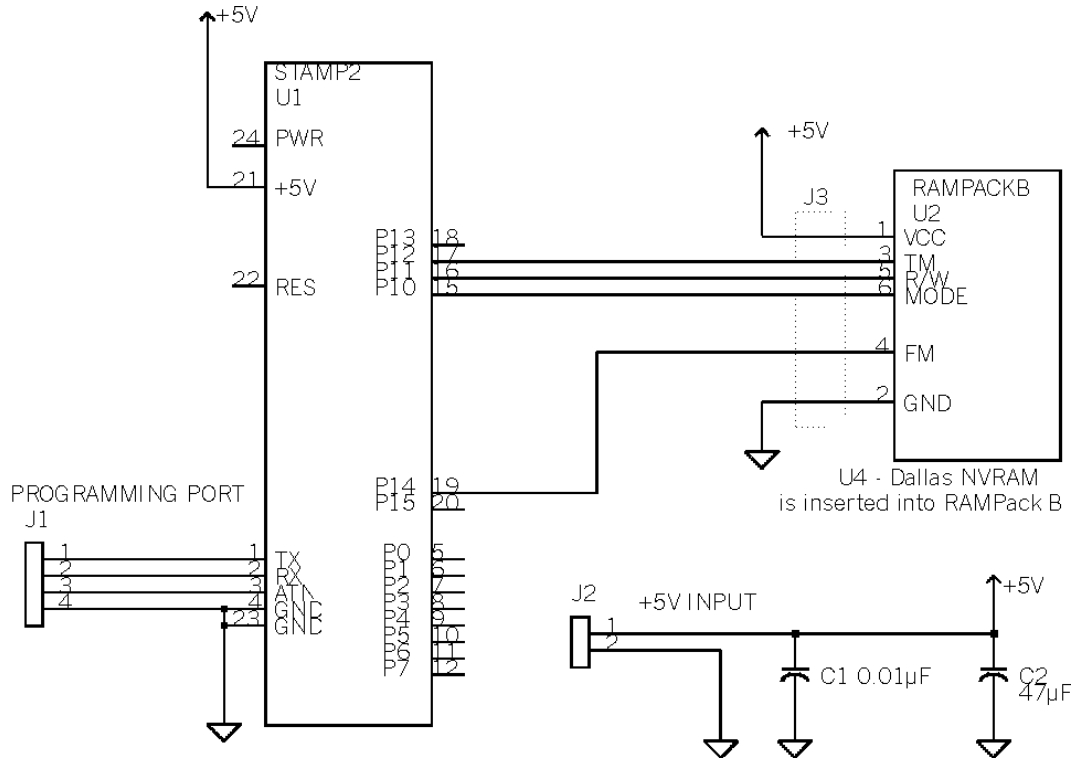 +5V
STAMP2
U1
24 PWR
21 +5V
22 RES
P13 18
P12 17
P11 16
P10 15
P14 19
P15 20
P0 5
P1 6
P2 7
P3 8
P4 9
P5 10
P6 11
P7 12
PROGRAMMING PORT
J1
1 1 TX
2 2 RX
3 3 ATN
4 4 GND
23 GND
+5V
J3
RAMPACKB
U2
1 VCC
3 TM
5 R/W
6 MODE
4 FM
2 GND
U4 - Dallas NVRAM
is inserted into RAMPack B
J2
+5V INPUT
1
2
+5V
C1 0.01µF
C2
47µF